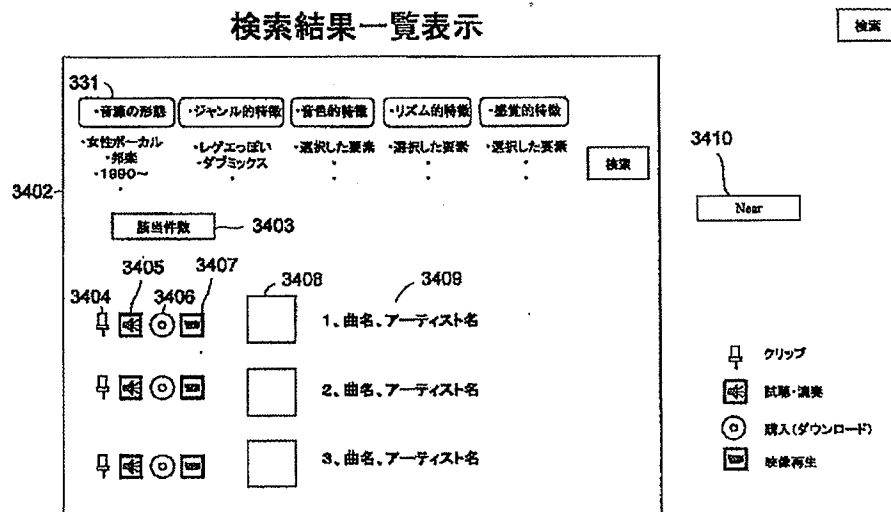 検索結果一覧表示
検索
331
・音源の形態
・ジャンル的特徴
・音色的特徴
・リズム的特徴
・感覚的特徴
・女性ボーカル
・邦楽
・1990～
・
・レゲエっぽい
・ダブミックス
・
・選択した要素
・
・
・選択した要素
・
・
・選択した要素
・
・
検索
3410
Near
3402
該当件数
3403
3404
3405
3406
3407
3408
3409
1、曲名、アーティスト名
2、曲名、アーティスト名
3、曲名、アーティスト名
クリップ
試聴・演奏
購入(ダウンロード)
映像再生